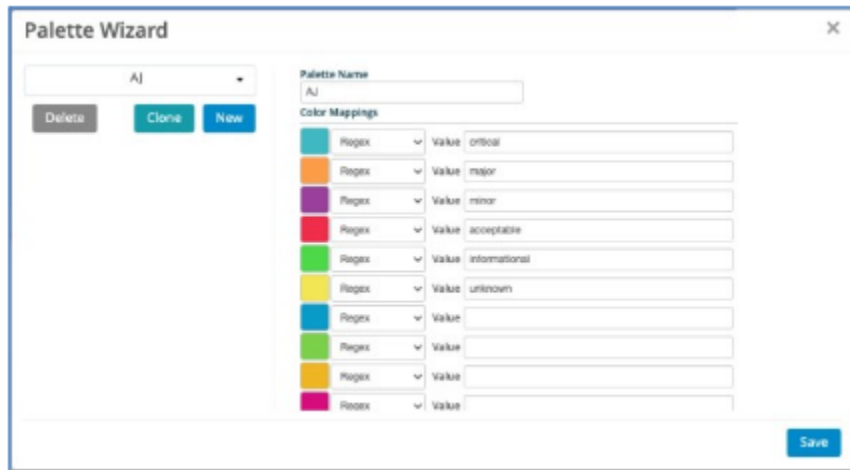 Palette Wizard
×
AJ
Delete Clone New
Palette Name
AJ
Color Mappings
Regex Value critical
Regex Value major
Regex Value minor
Regex Value acceptable
Regex Value informational
Regex Value unknown
Regex Value
Regex Value
Regex Value
Regex Value
Save